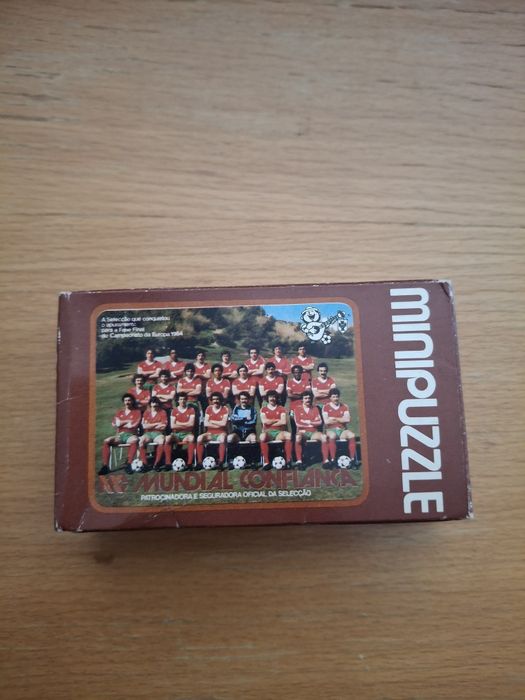 A Selecção que conquistou
o apuramento
para a Fase Final
do Campeonato da Europa 1984
MUNDIAL CONFIANÇA
PATROCINADORA E SEGURADORA OFICIAL DA SELECÇÃO
MINIPUZZLE